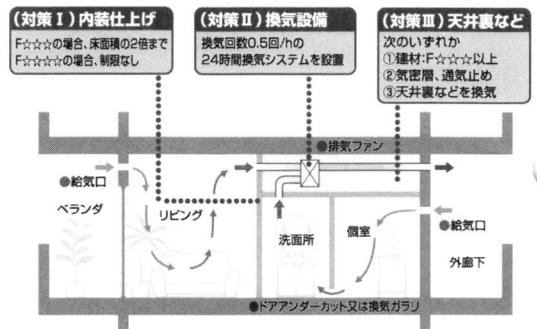 (対策Ⅰ)内装仕上げ
F☆☆☆の場合、床面積の2倍まで
F☆☆☆☆の場合、制限なし
(対策Ⅱ)換気設備
換気回数0.5回/hの
24時間換気システムを設置
(対策Ⅲ)天井裏など
次のいずれか
①建材:F☆☆☆以上
②気密層、通気止め
③天井裏などを換気
●排気ファン
●給気口
ベランダ
リビング
洗面所
個室
●給気口
外廊下
●ドアアンダーカット又は換気ガラリ